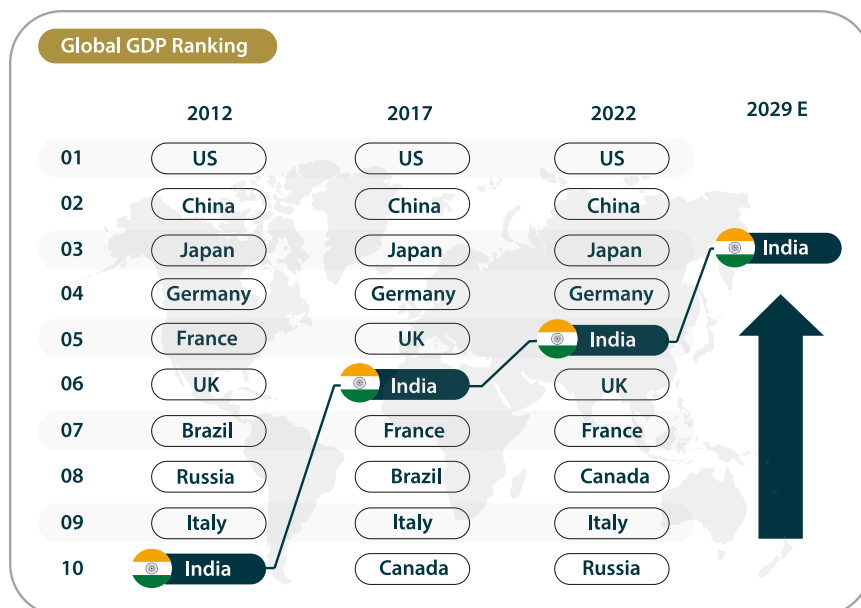 Global GDP Ranking
2012 2017 2022 2029 E
01 US US US
02 China China China
03 Japan Japan Japan India
04 Germany Germany Germany
05 France UK India
06 UK India UK
07 Brazil France France
08 Russia Brazil Canada
09 Italy Italy Italy
10 India Canada Russia